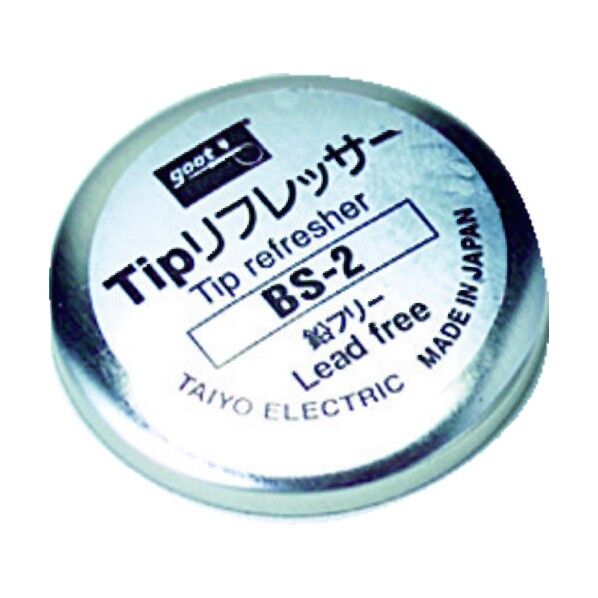 goot
Tipリフレッサー
Tip refresher
BS-2
鉛フリー
Lead free
TAIYO ELECTRIC MADE IN JAPAN